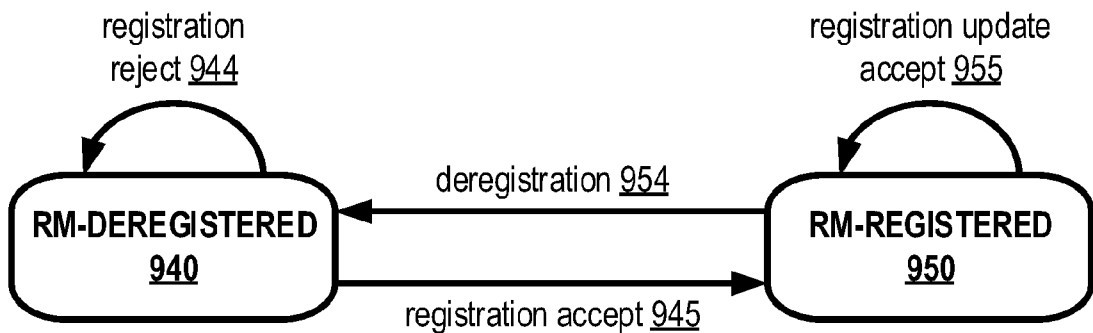 registration
reject 944
registration update
accept 955
deregistration 954
RM-DEREGISTERED
940
RM-REGISTERED
950
registration accept 945